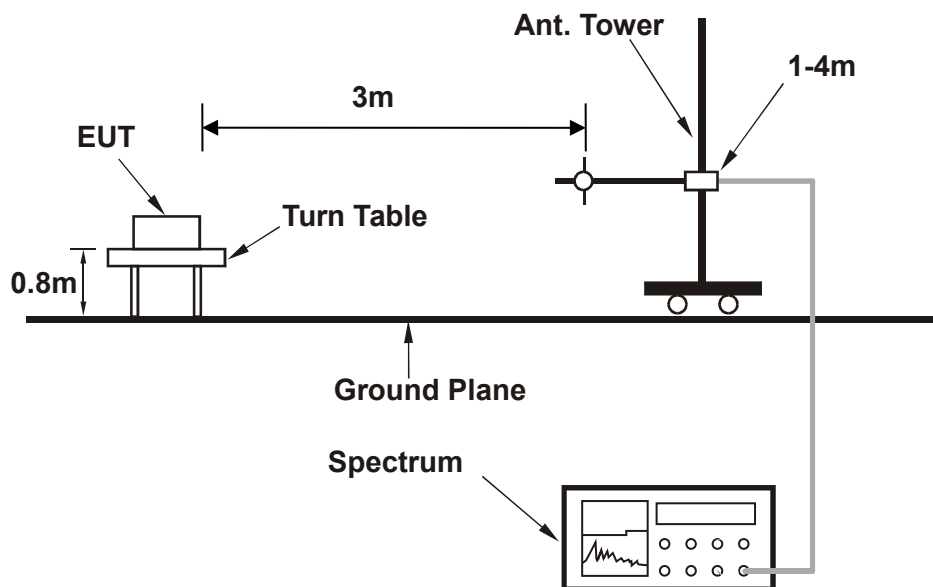 Ant. Tower
1-4m
3m
EUT
Turn Table
0.8m
Ground Plane
Spectrum